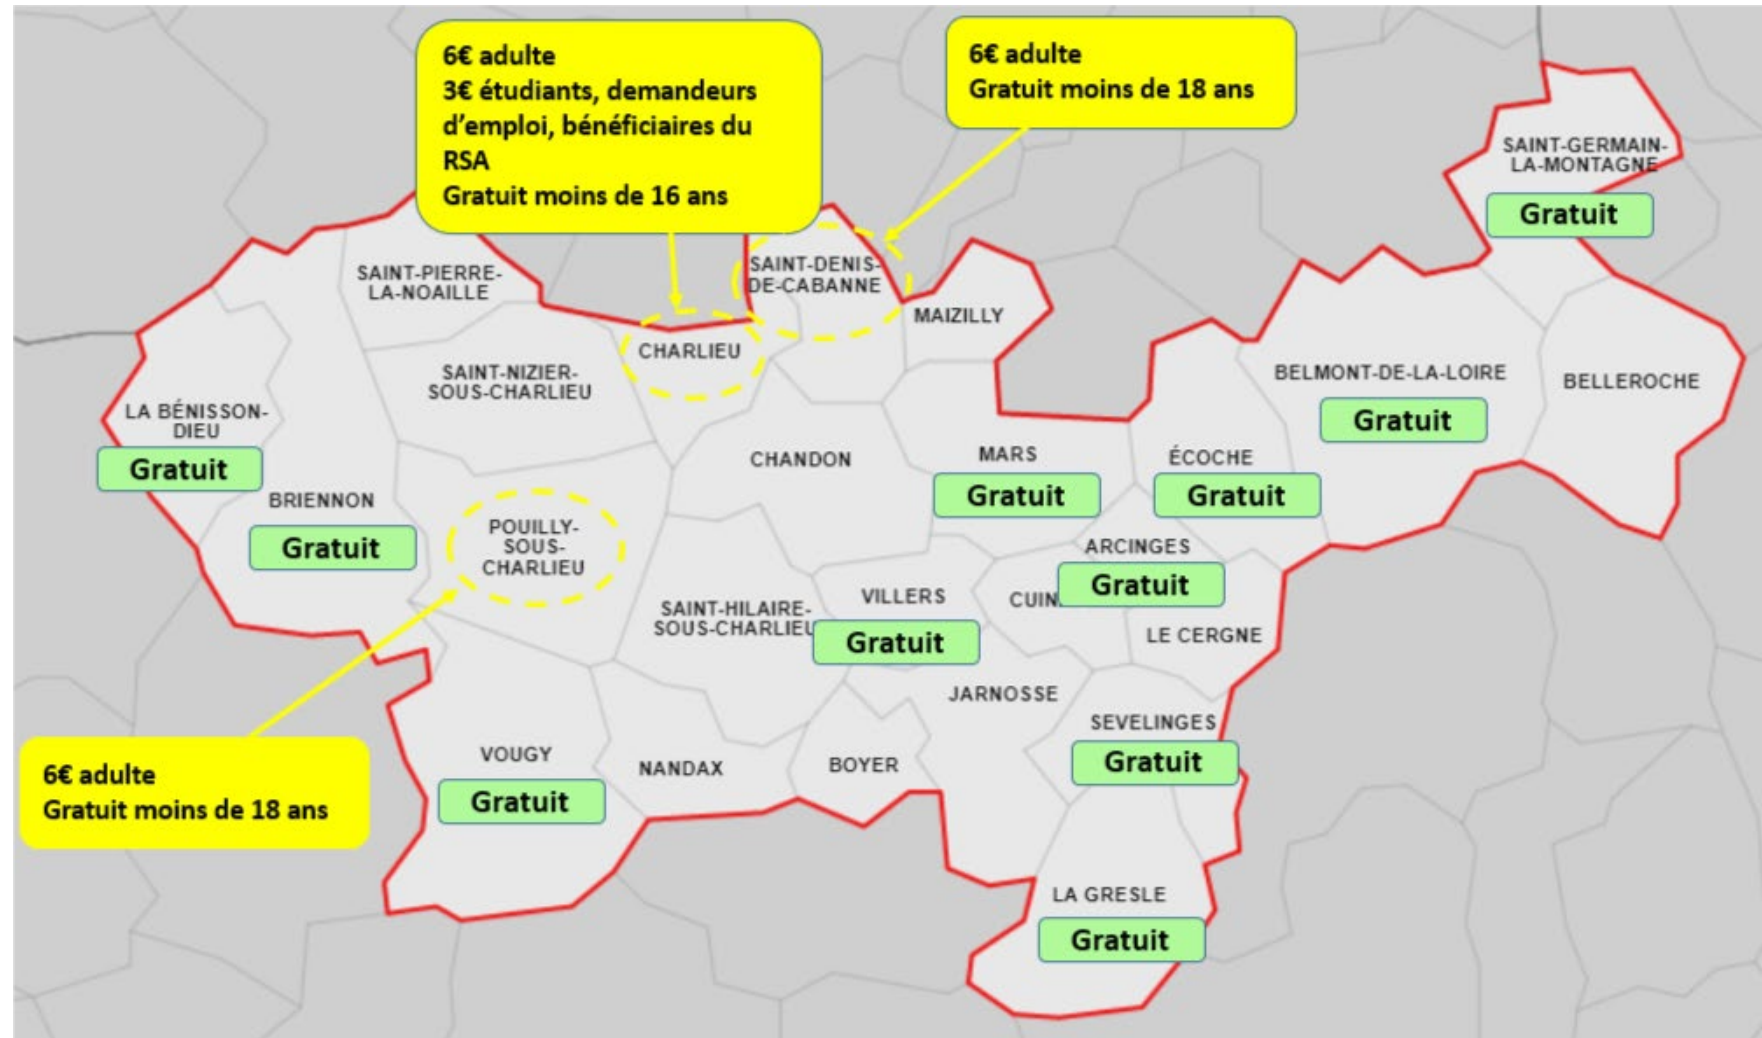 6€ adulte
3€ étudiants, demandeurs
d'emploi, bénéficiaires du
RSA
Gratuit moins de 16 ans
6€ adulte
Gratuit moins de 18 ans
SAINT-GERMAIN-
LA-MONTAGNE
Gratuit
SAINT-PIERRE-
LA-NOAILLE
SAINT-DENIS-
DE-CABANNE
MAIZILLY
CHARLIEU
SAINT-NIZIER-
SOUS-CHARLIEU
BELMONT-DE-LA-LOIRE
Gratuit
BELLEROCHE
LA BÉNISSON-
DIEU
Gratuit
CHANDON
MARS
Gratuit
ÉCOCHE
Gratuit
BRIENNON
Gratuit
POUILLY-
SOUS-
CHARLIEU
ARCINGES
Gratuit
VILLERS
Gratuit
CUIN
SAINT-HILAIRE-
SOUS-CHARLIEU
LE CERGNE
JARNOSSE
SEVELINGES
Gratuit
VOUGY
Gratuit
NANDAX
BOYER
6€ adulte
Gratuit moins de 18 ans
LA GRESLE
Gratuit